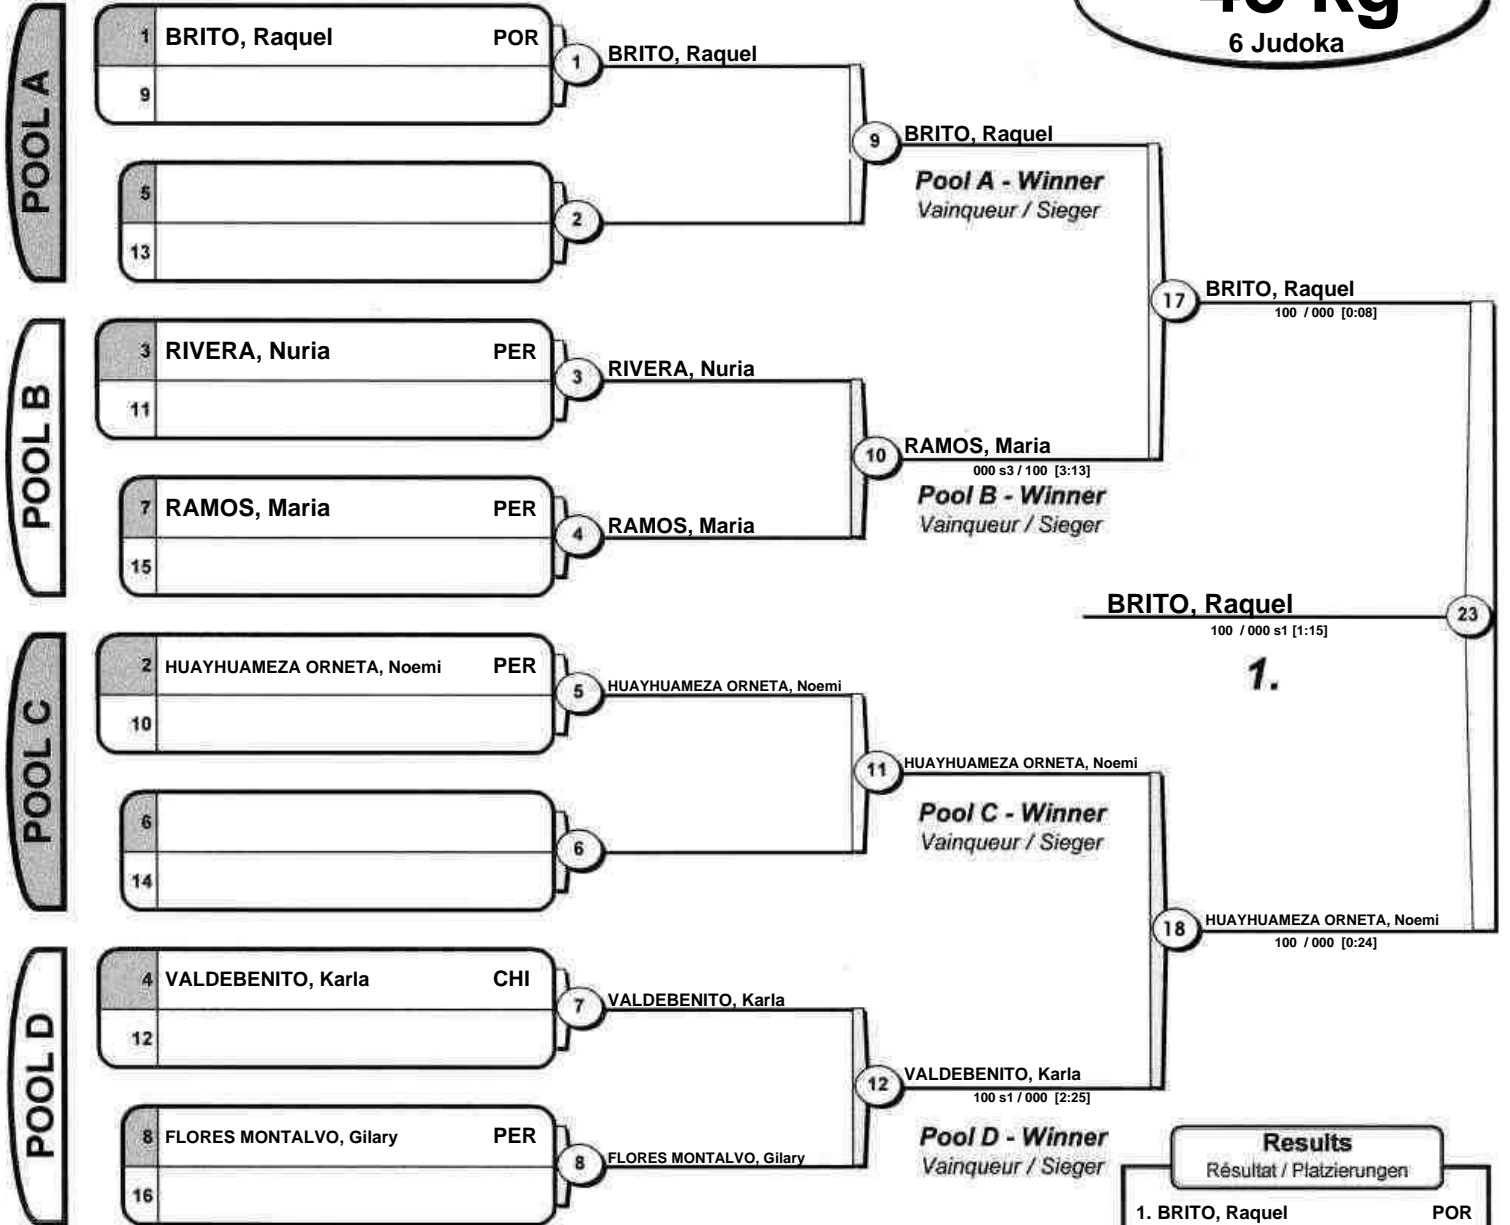 48 kg
6 Judoka
POOL A
1 BRITO, Raquel POR
9
5
13
1 BRITO, Raquel
2
9 BRITO, Raquel
Pool A - Winner
Vainqueur / Sieger
POOL B
3 RIVERA, Nuria PER
11
7 RAMOS, Maria PER
15
3 RIVERA, Nuria
4 RAMOS, Maria
10 RAMOS, Maria
000 s3 / 100 [3:13]
Pool B - Winner
Vainqueur / Sieger
17 BRITO, Raquel
100 / 000 [0:08]
BRITO, Raquel 23
100 / 000 s1 [1:15]
1.
POOL C
2 HUAYHUAMEZA ORNETA, Noemi PER
10
6
14
5 HUAYHUAMEZA ORNETA, Noemi
6
11 HUAYHUAMEZA ORNETA, Noemi
Pool C - Winner
Vainqueur / Sieger
POOL D
4 VALDEBENITO, Karla CHI
12
8 FLORES MONTALVO, Gilary PER
16
7 VALDEBENITO, Karla
8 FLORES MONTALVO, Gilary
12 VALDEBENITO, Karla
100 s1 / 000 [2:25]
Pool D - Winner
Vainqueur / Sieger
18 HUAYHUAMEZA ORNETA, Noemi
100 / 000 [0:24]
Results
Résultat / Platzierungen
1. BRITO, Raquel POR